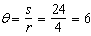 θ = s/r = 24/4 = 6